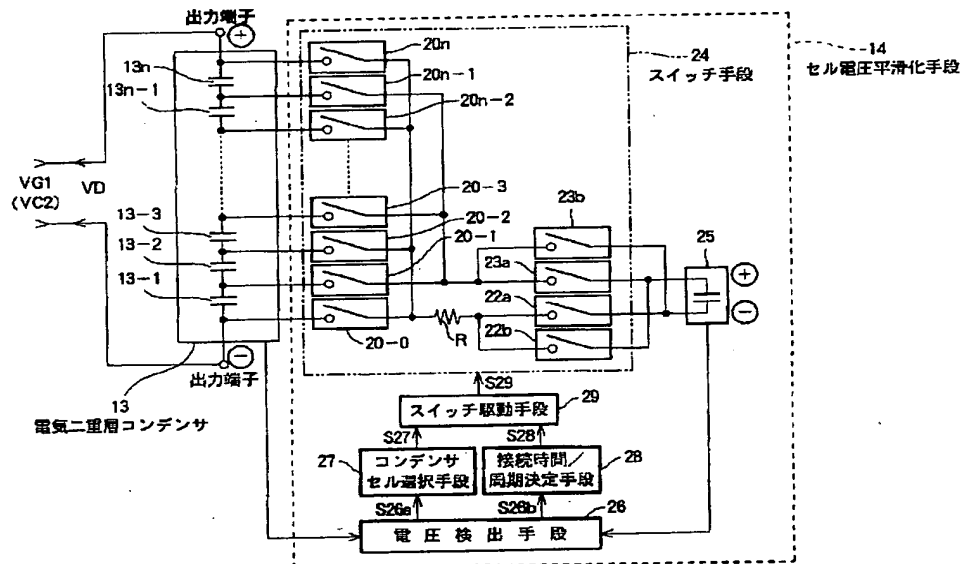 出力端子
⊕
13n
13n-1
VG1
(VC2)
VD
13-3
13-2
13-1
⊖
出力端子
13
電気二重層コンデンサ
20n
20n-1
20n-2
20-3
20-2
20-1
20-0
R
23b
23a
22a
22b
24
スイッチ手段
14
セル電圧平滑化手段
25
⊕
⊖
S29
スイッチ駆動手段
29
S27
S28
27
コンデンサ
セル選択手段
接続時間/
周期決定手段
28
S26a
S26b
26
電圧検出手段